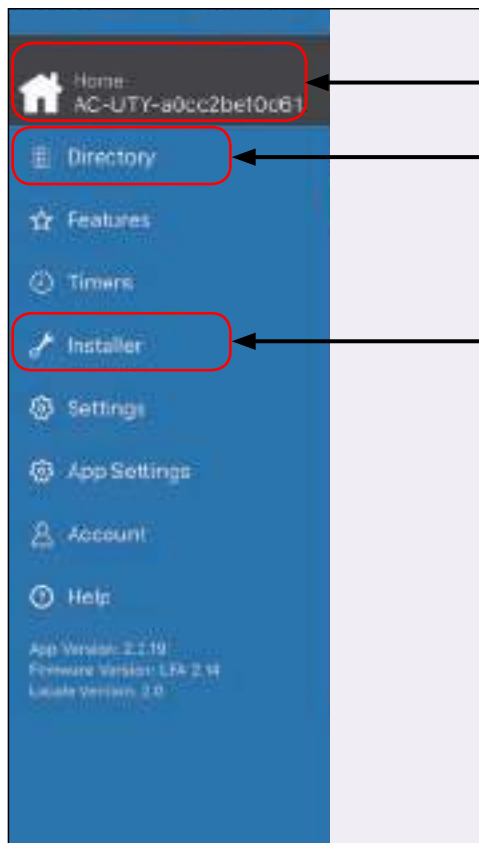 Home
AC-UTY-a0cc2be10d61
Directory
Features
Timers
Installer
Settings
App Settings
Account
Help
App Version: 2.2.19
Firmware Version: LFA 2.14
Locale Version: 2.0